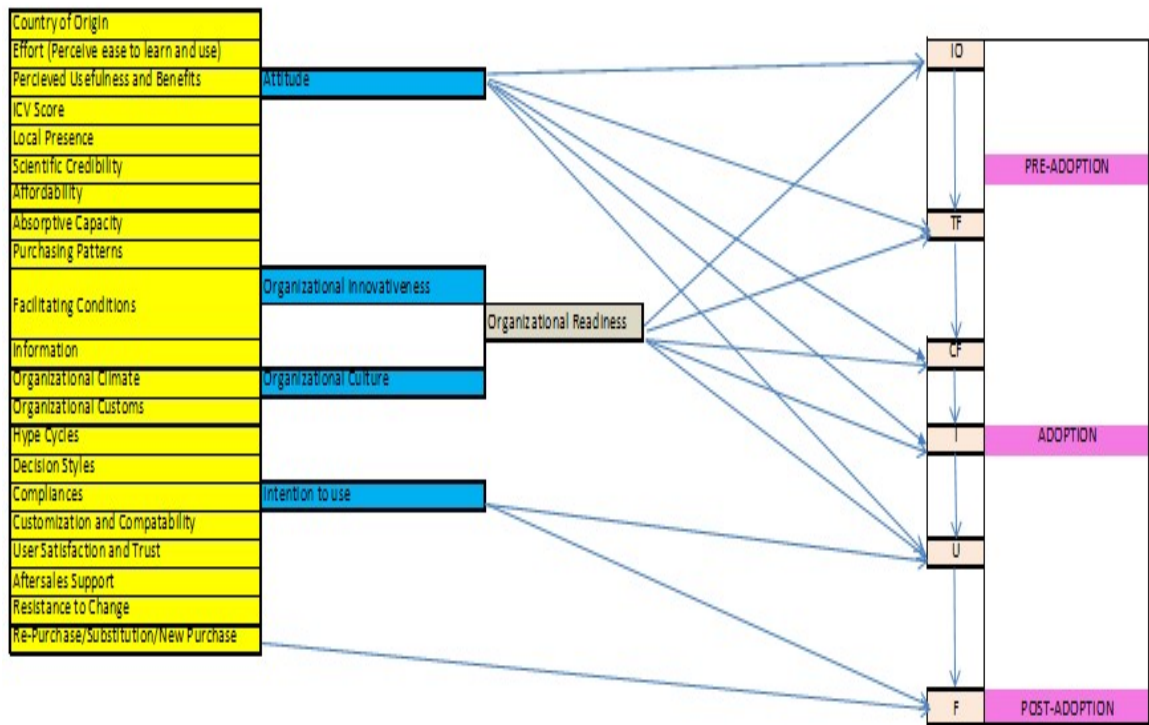 Country of Origin
Effort (Perceive ease to learn and use)
Percieved Usefulness and Benefits
ICV Score
Local Presence
Scientific Credibility
Affordability
Absorptive Capacity
Purchasing Patterns
Facilitating Conditions
Information
Organizational Climate
Organizational Customs
Hype Cycles
Decision Styles
Compliances
Customization and Compatability
User Satisfaction and Trust
Aftersales Support
Resistance to Change
Re-Purchase/Substitution/New Purchase
Attitude
Organizational Innovativeness
Organizational Culture
Intention to use
Organizational Readiness
IO
TF
CF
I
U
F
PRE-ADOPTION
ADOPTION
POST-ADOPTION